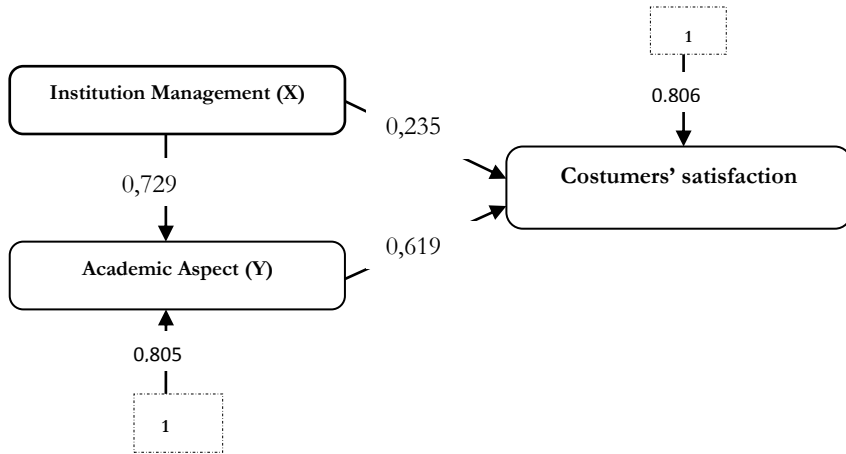 1
0.806
Institution Management (X)
0,235
Costumers’ satisfaction
0,729
0,619
Academic Aspect (Y)
0.805
1